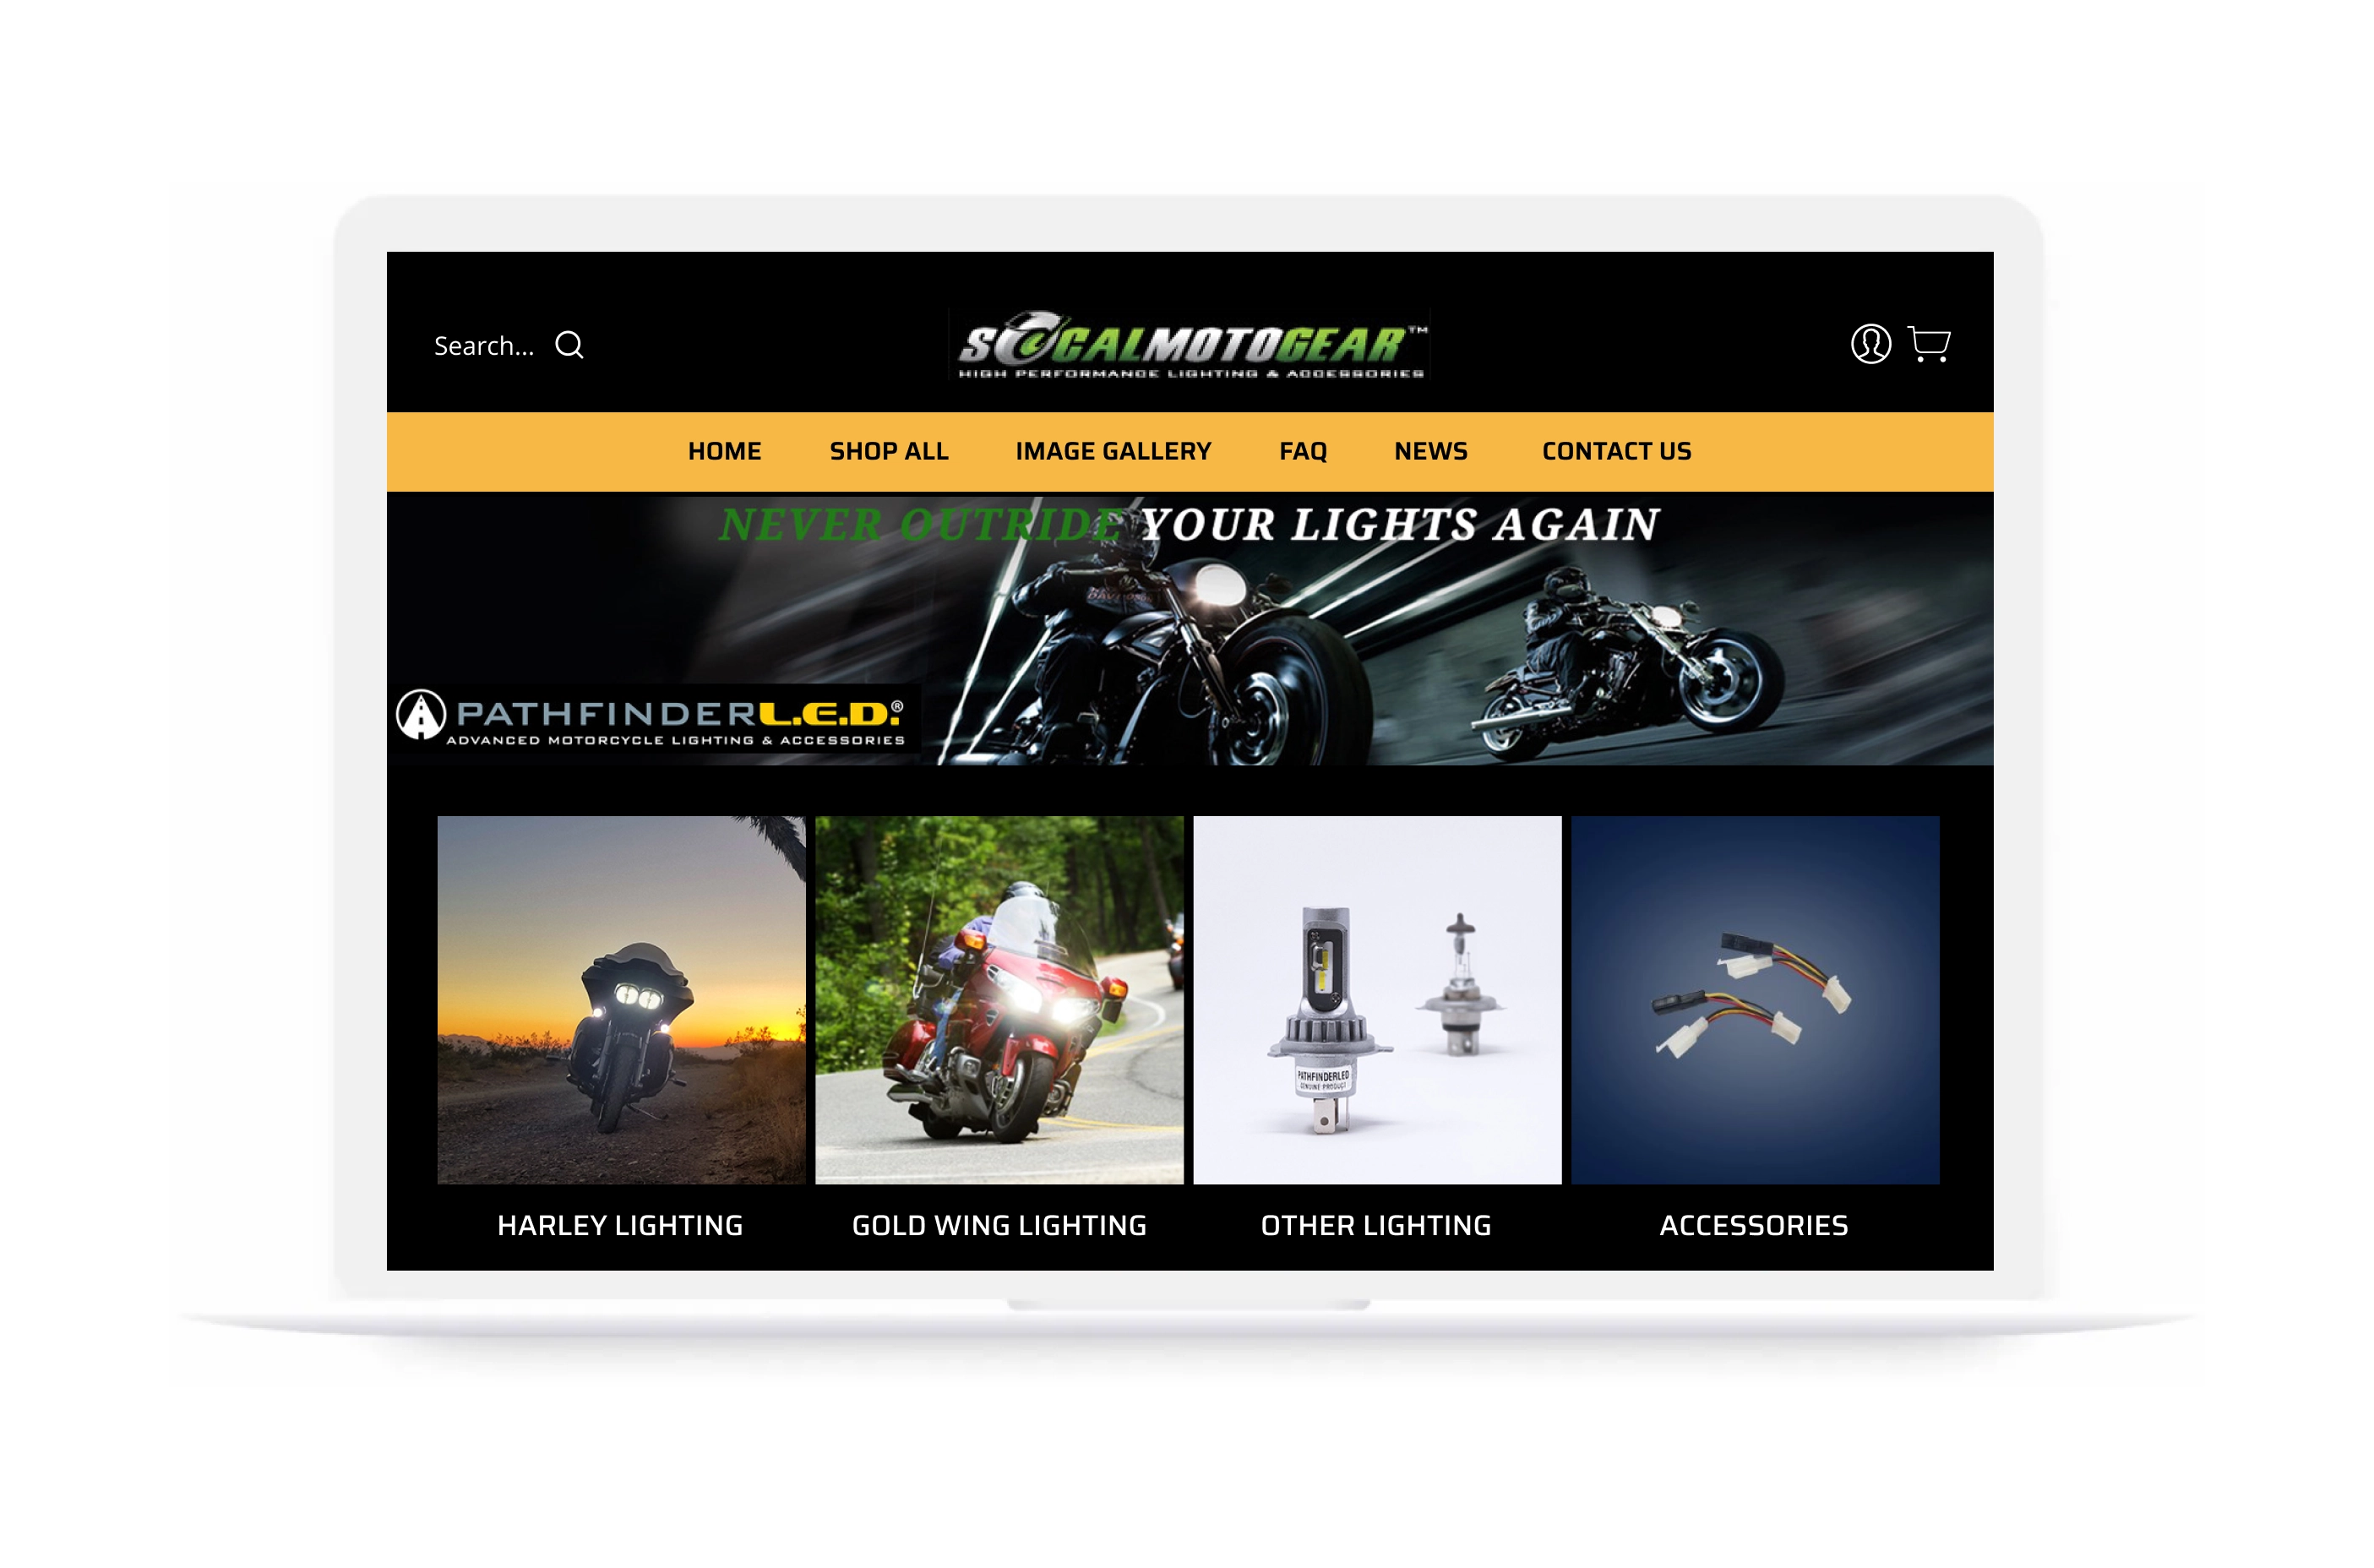 Search...
SOCALMOTOGEAR™
HIGH PERFORMANCE LIGHTING & ACCESSORIES
HOME SHOP ALL IMAGE GALLERY FAQ NEWS CONTACT US
NEVER OUTRIDE YOUR LIGHTS AGAIN
PATHFINDERL.E.D.®
ADVANCED MOTORCYCLE LIGHTING & ACCESSORIES
PATHFINDERLED
GENUINE PRODUCT
HARLEY LIGHTING GOLD WING LIGHTING OTHER LIGHTING ACCESSORIES